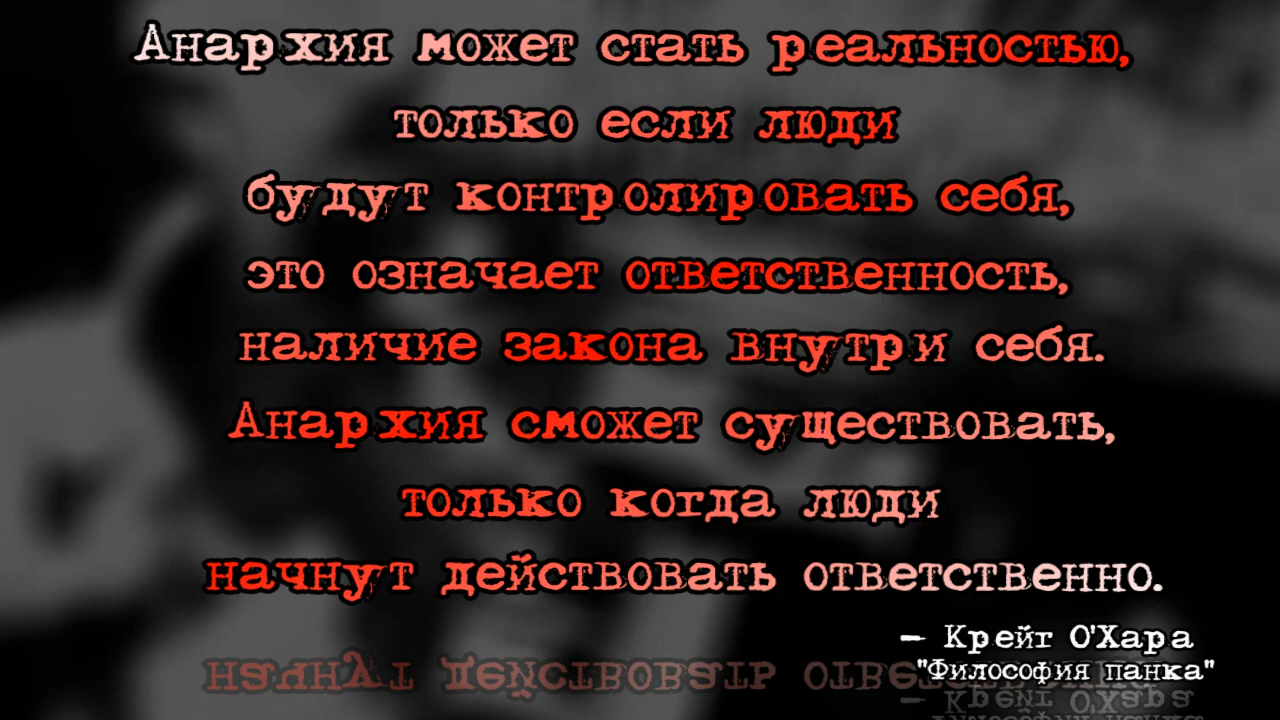 Анархия может стать реальностью,
только если люди
будут контролировать себя,
это означает ответственность,
наличие закона внутри себя.
Анархия сможет существовать,
только когда люди
начнут действовать ответственно.
— Крейг О'Хара
"Философия панка"